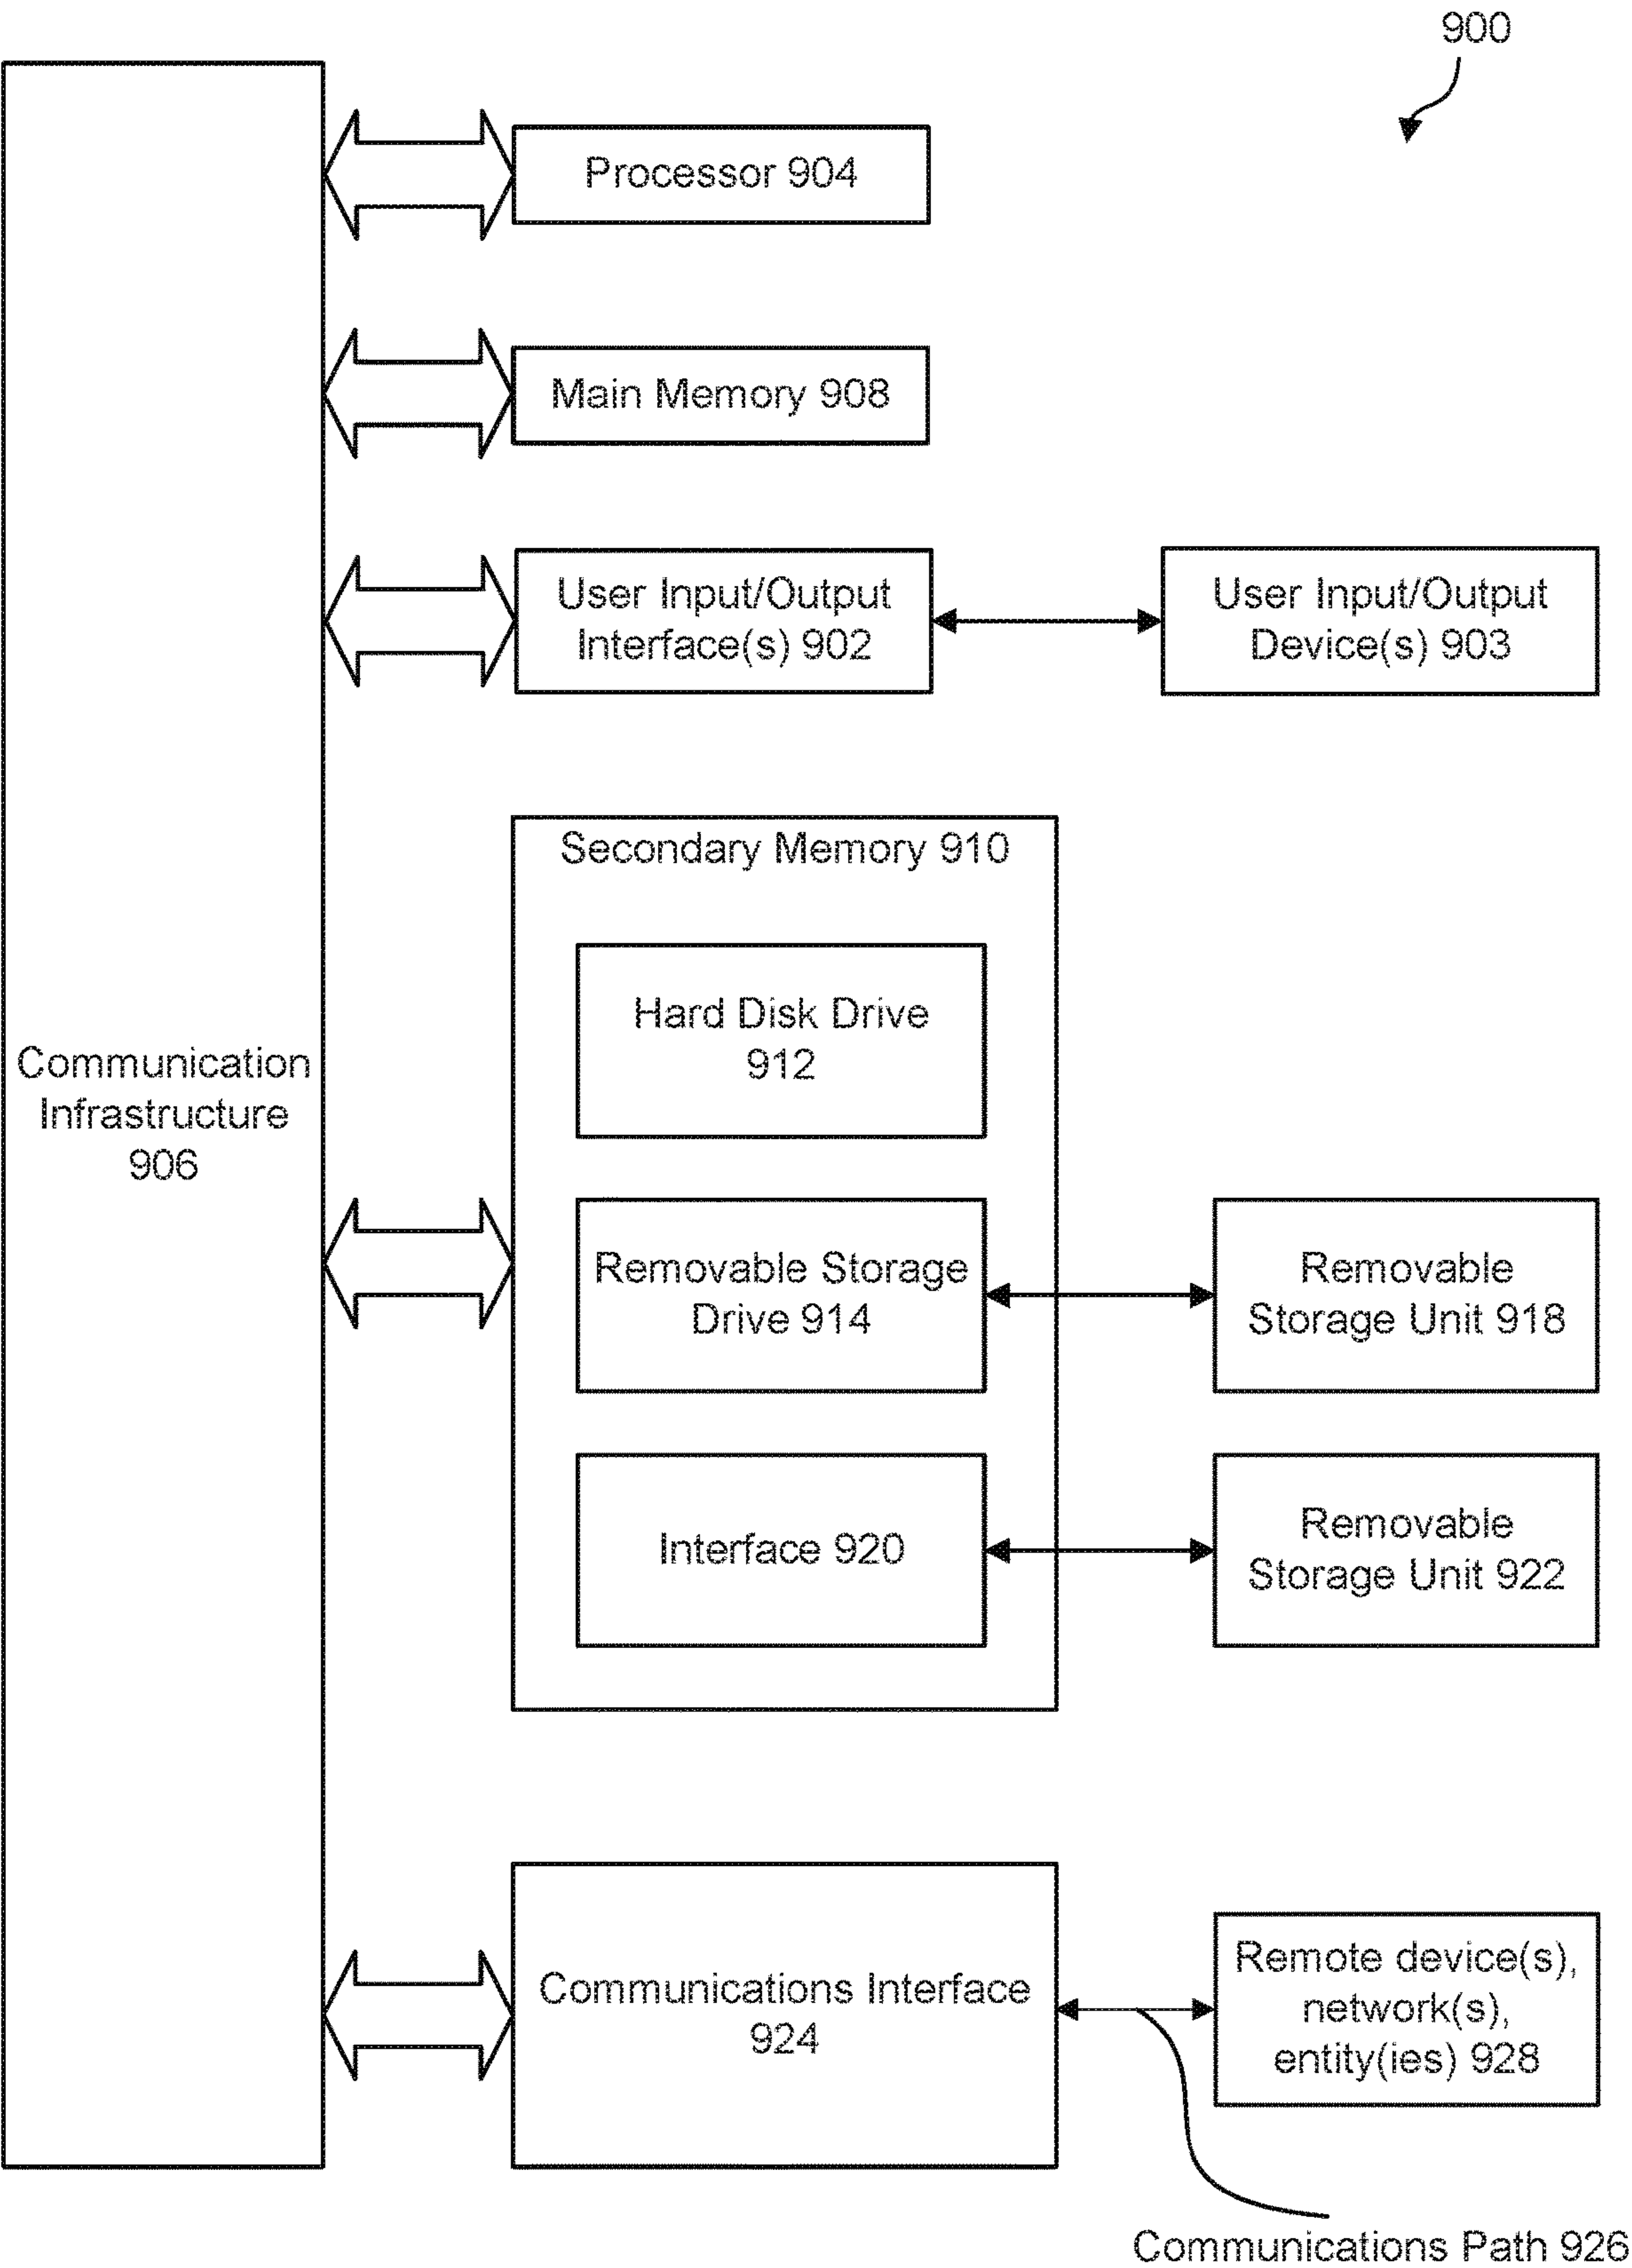 900
Processor 904
Main Memory 908
User Input/Output
Interface(s) 902
User Input/Output
Device(s) 903
Secondary Memory 910
Hard Disk Drive
912
Communication
Infrastructure
906
Removable Storage
Drive 914
Removable
Storage Unit 918
Interface 920
Removable
Storage Unit 922
Communications Interface
924
Remote device(s),
network(s),
entity(ies) 928
Communications Path 926